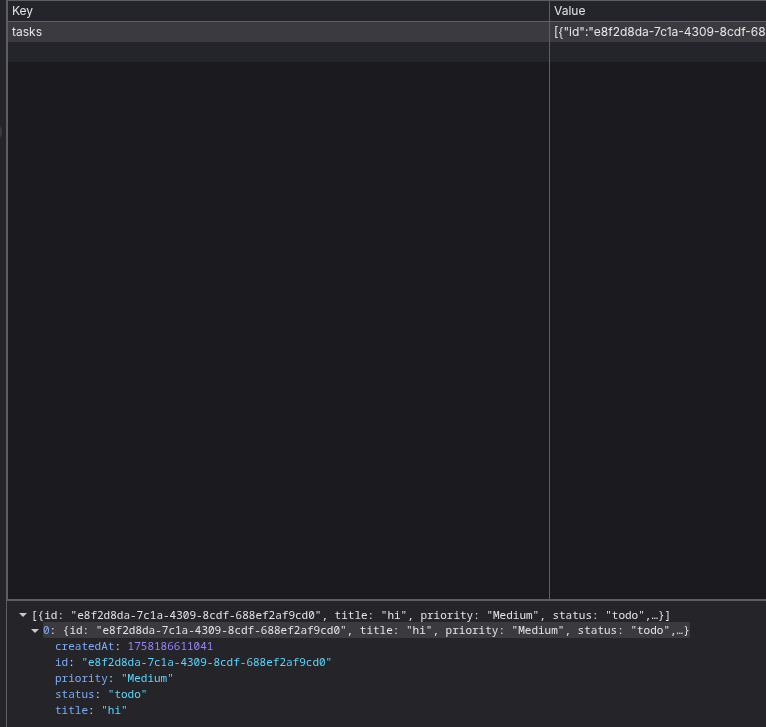 Key Value
tasks [{"id":"e8f2d8da-7c1a-4309-8cdf-68
[{id: "e8f2d8da-7c1a-4309-8cdf-688ef2af9cd0", title: "hi", priority: "Medium", status: "todo",…}]
0: {id: "e8f2d8da-7c1a-4309-8cdf-688ef2af9cd0", title: "hi", priority: "Medium", status: "todo",…}
createdAt: 1758186611041
id: "e8f2d8da-7c1a-4309-8cdf-688ef2af9cd0"
priority: "Medium"
status: "todo"
title: "hi"